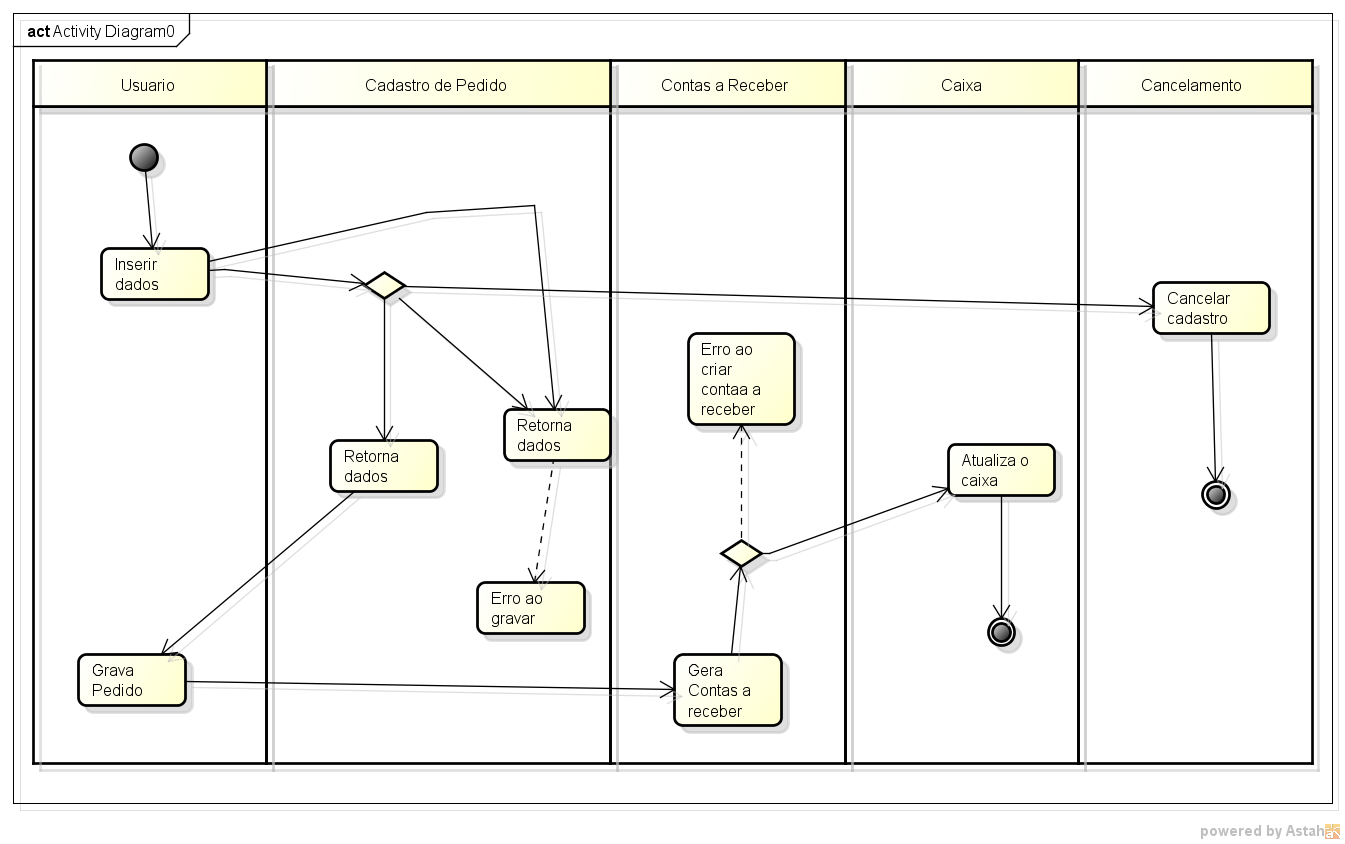 act Activity Diagram0
Usuario
Cadastro de Pedido
Contas a Receber
Caixa
Cancelamento
Inserir
dados
Cancelar
cadastro
Erro ao
criar
contaa a
receber
Retorna
dados
Retorna
dados
Atualiza o
caixa
Erro ao
gravar
Grava
Pedido
Gera
Contas a
receber
powered by Astah